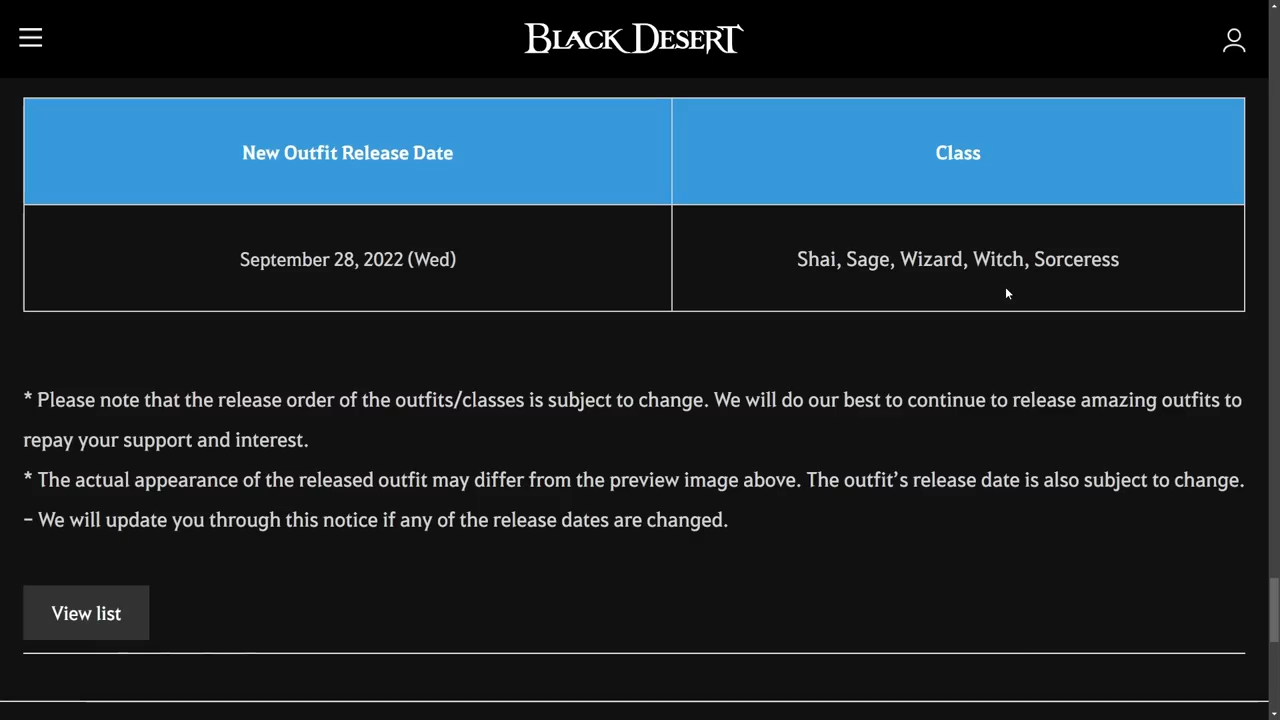 BLACK DESERT
New Outfit Release Date
Class
September 28, 2022 (Wed)
Shai, Sage, Wizard, Witch, Sorceress
* Please note that the release order of the outfits/classes is subject to change. We will do our best to continue to release amazing outfits to
repay your support and interest.
* The actual appearance of the released outfit may differ from the preview image above. The outfit’s release date is also subject to change.
– We will update you through this notice if any of the release dates are changed.
View list